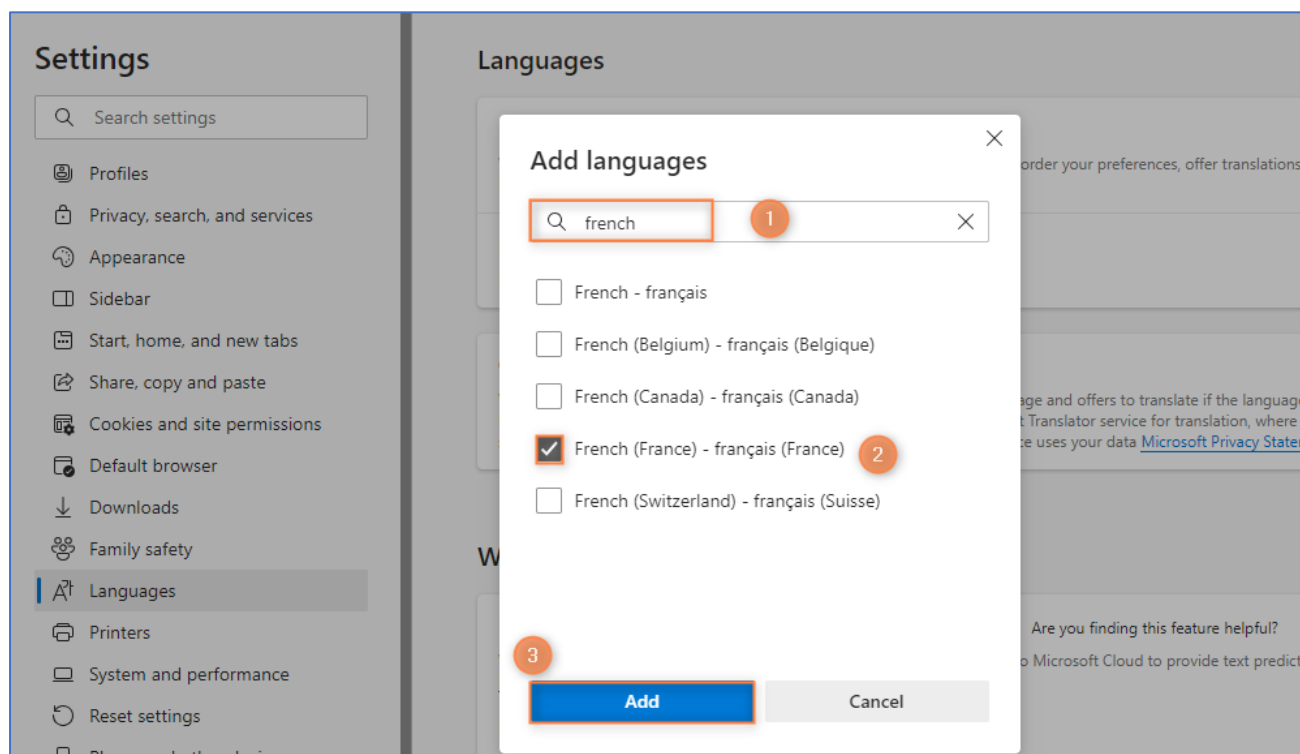 Settings
Search settings
Profiles
Privacy, search, and services
Appearance
Sidebar
Start, home, and new tabs
Share, copy and paste
Cookies and site permissions
Default browser
Downloads
Family safety
Languages
Printers
System and performance
Reset settings
Languages
order your preferences, offer translations
age and offers to translate if the language
t Translator service for translation, where
ce uses your data Microsoft Privacy State
W
Are you finding this feature helpful?
o Microsoft Cloud to provide text predict
Add languages
french
1
French - français
French (Belgium) - français (Belgique)
French (Canada) - français (Canada)
French (France) - français (France)
2
French (Switzerland) - français (Suisse)
3
Add
Cancel